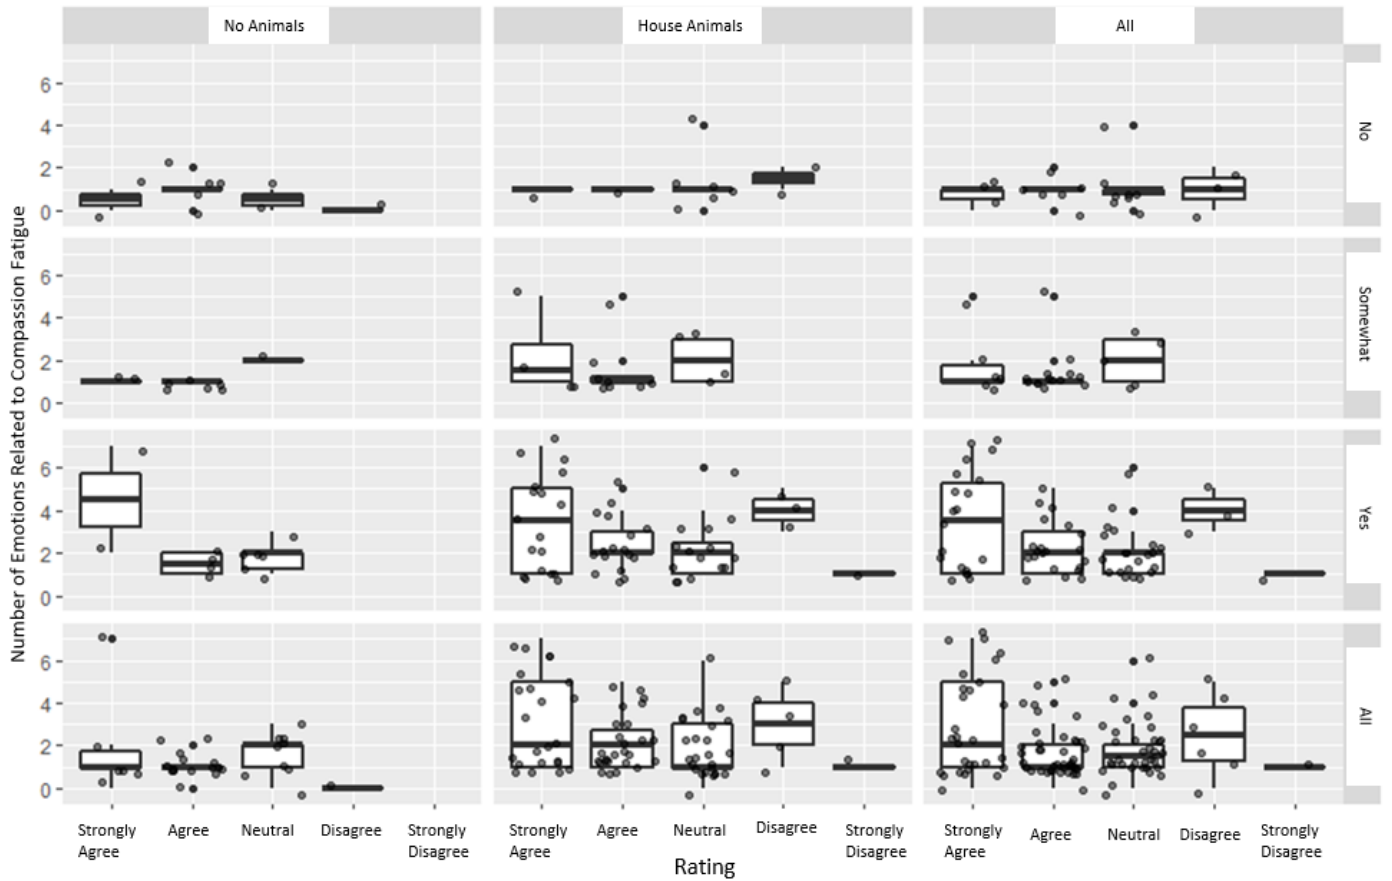 No Animals
House Animals
All
Number of Emotions Related to Compassion Fatigue
6
4
2
0
No
6
4
2
0
Somewhat
6
4
2
0
Yes
6
4
2
0
All
Strongly
Agree
Agree
Neutral
Disagree
Strongly
Disagree
Strongly
Agree
Agree
Neutral
Disagree
Strongly
Disagree
Strongly
Agree
Agree
Neutral
Disagree
Strongly
Disagree
Rating